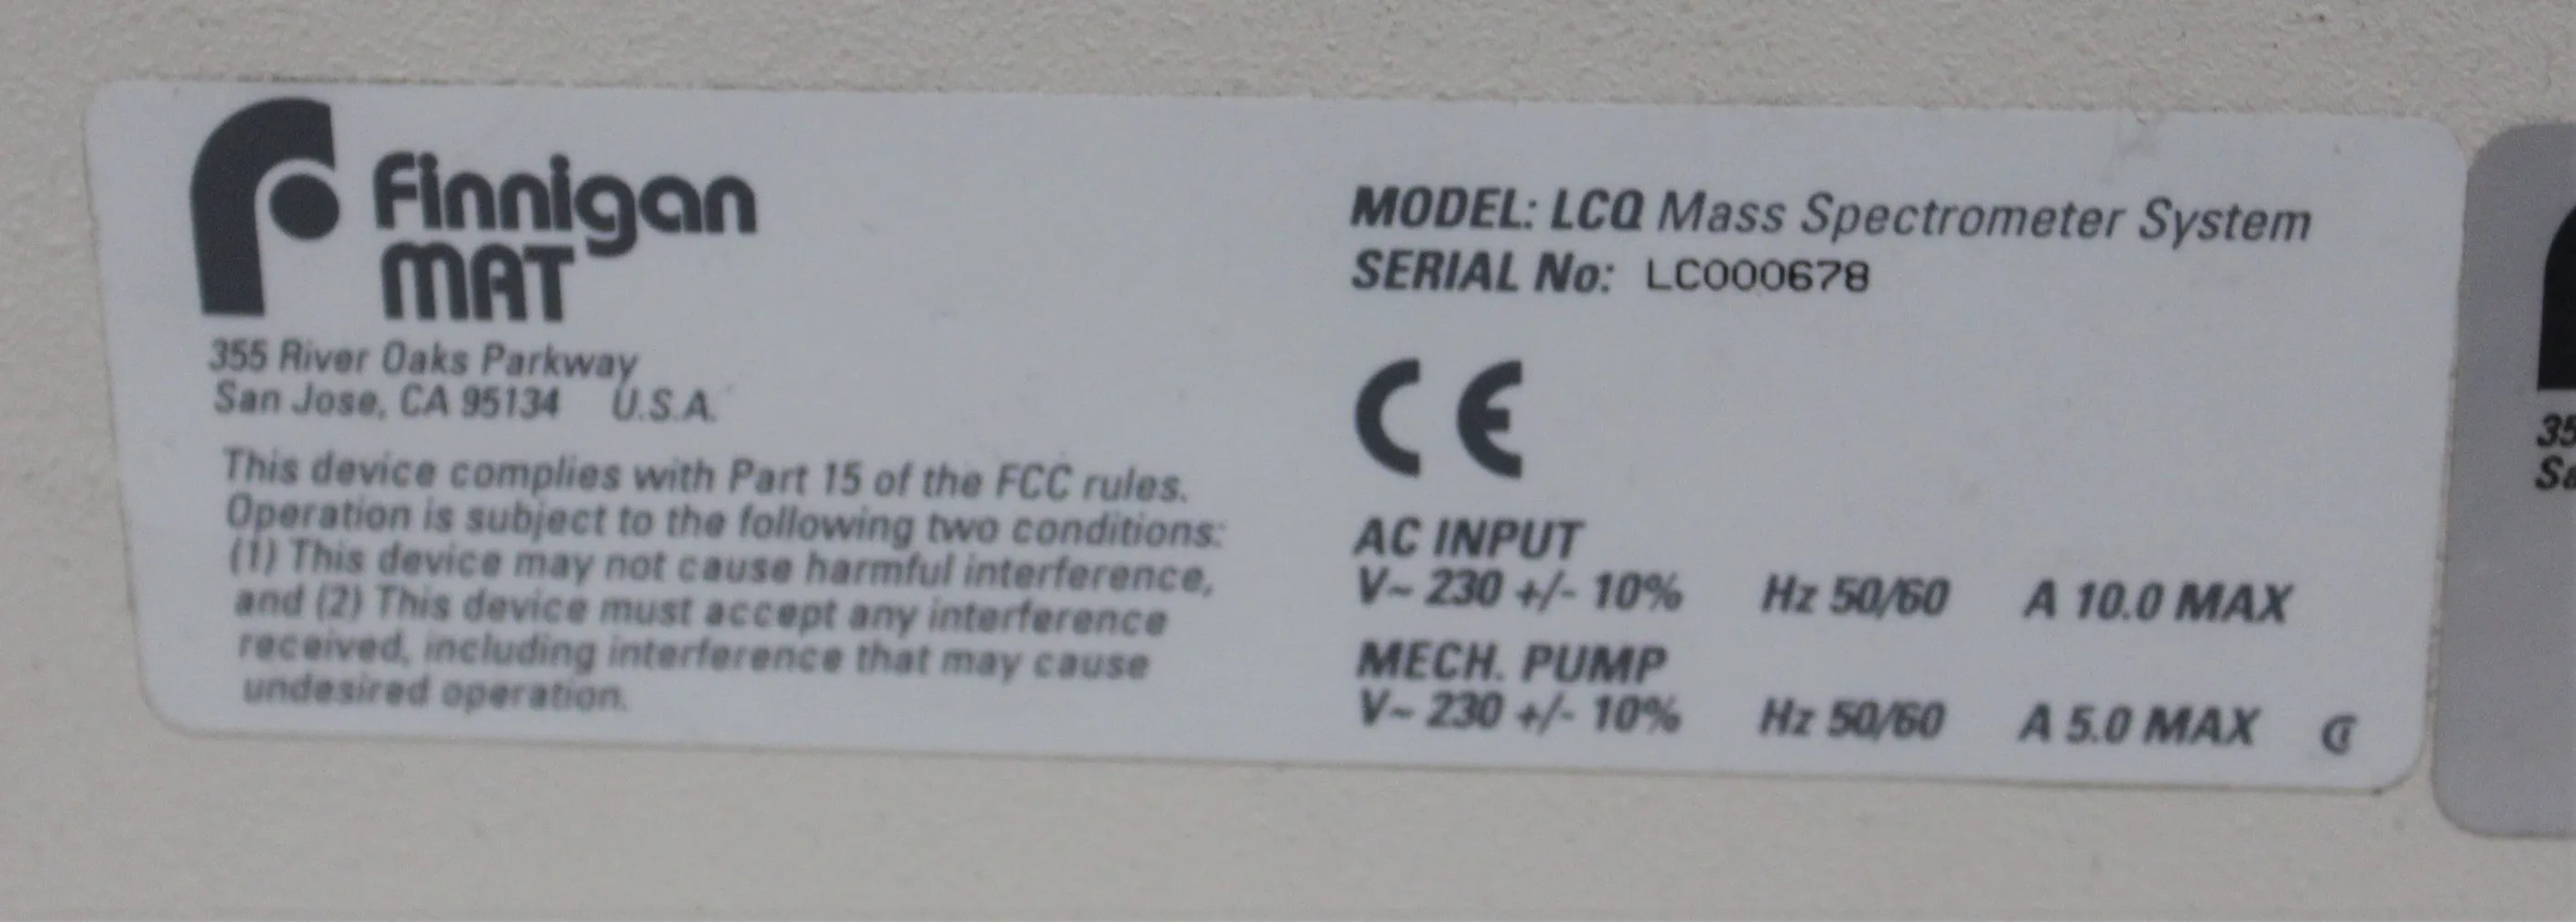 Finnigan
MAT
355 River Oaks Parkway
San Jose, CA 95134 U.S.A.
This device complies with Part 15 of the FCC rules.
Operation is subject to the following two conditions:
(1) This device may not cause harmful interference,
and (2) This device must accept any interference
received, including interference that may cause
undesired operation.
MODEL: LCQ Mass Spectrometer System
SERIAL No: LC000678
CE
AC INPUT
V~ 230 +/- 10% Hz 50/60 A 10.0 MAX
MECH. PUMP
V~ 230 +/- 10% Hz 50/60 A 5.0 MAX
35
Sa